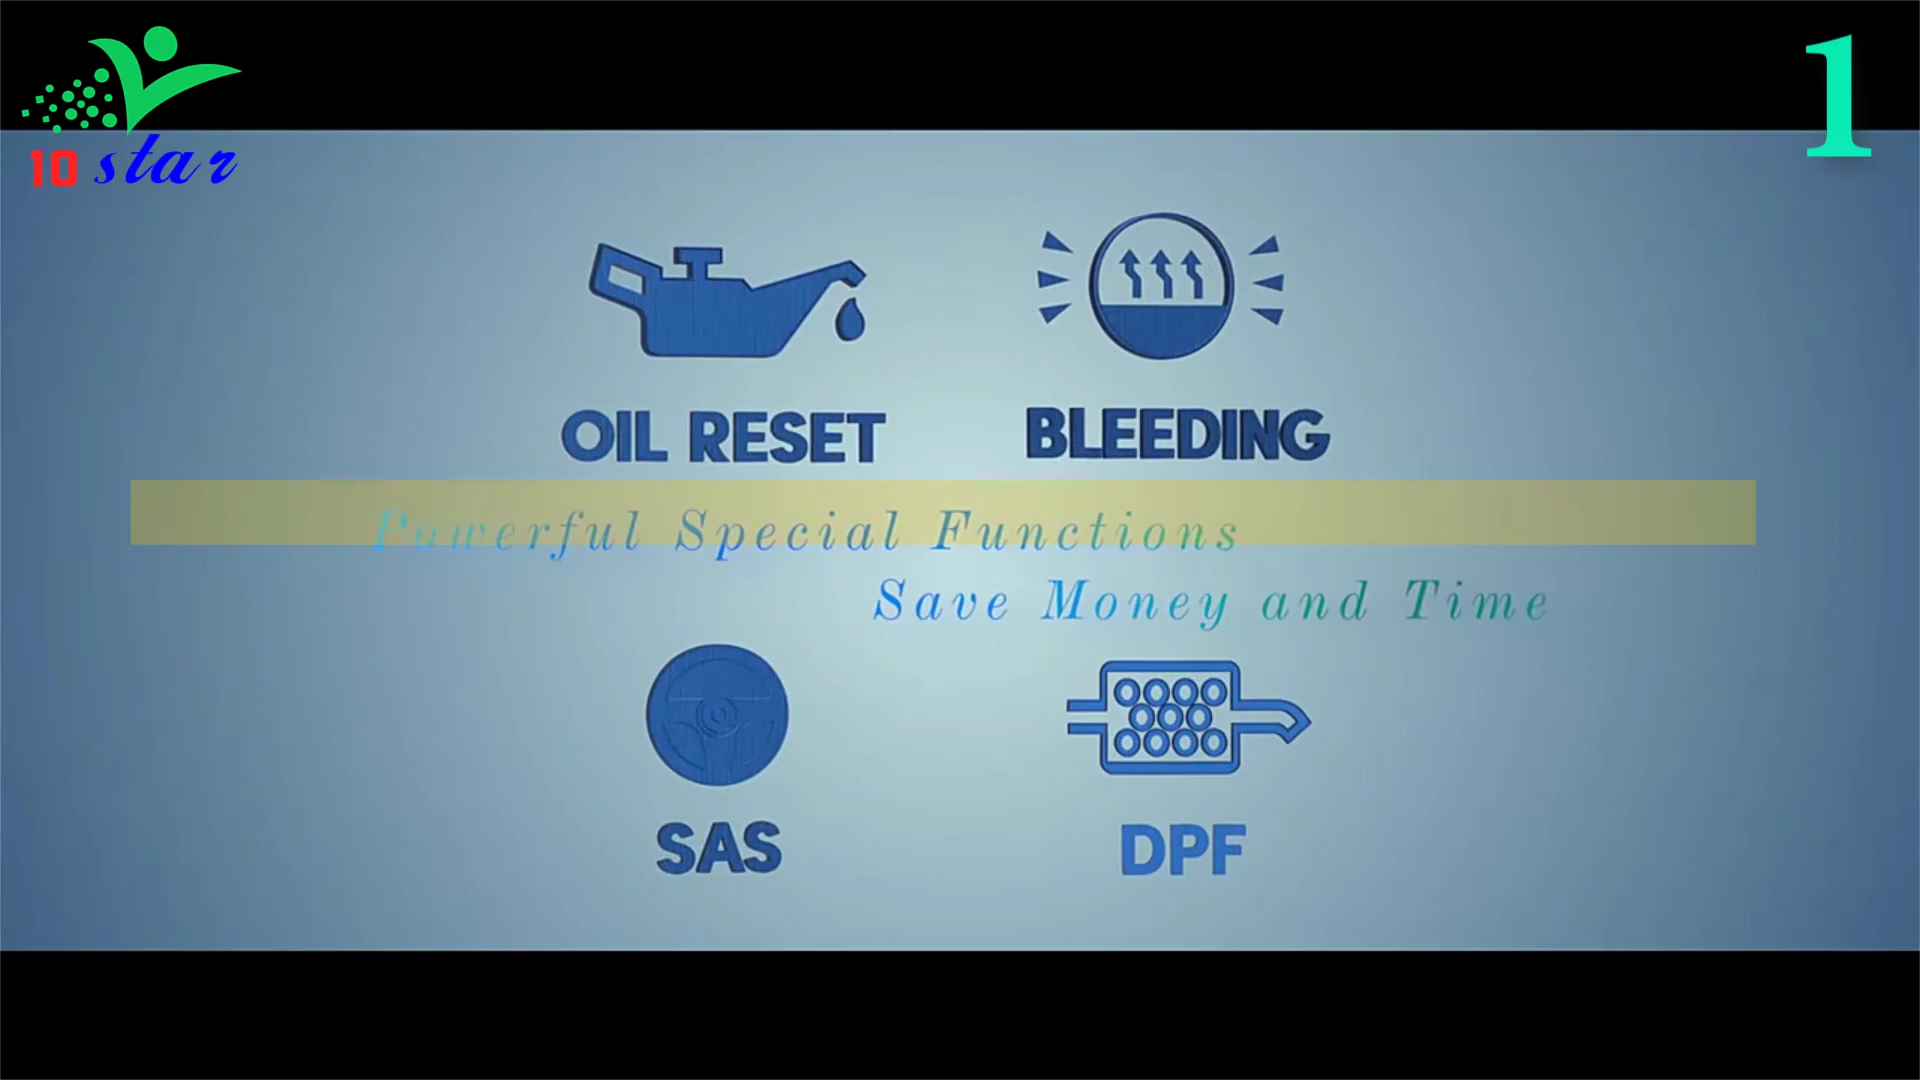 10 star
1
OIL RESET
BLEEDING
Powerful Special Functions
Save Money and Time
SAS
DPF